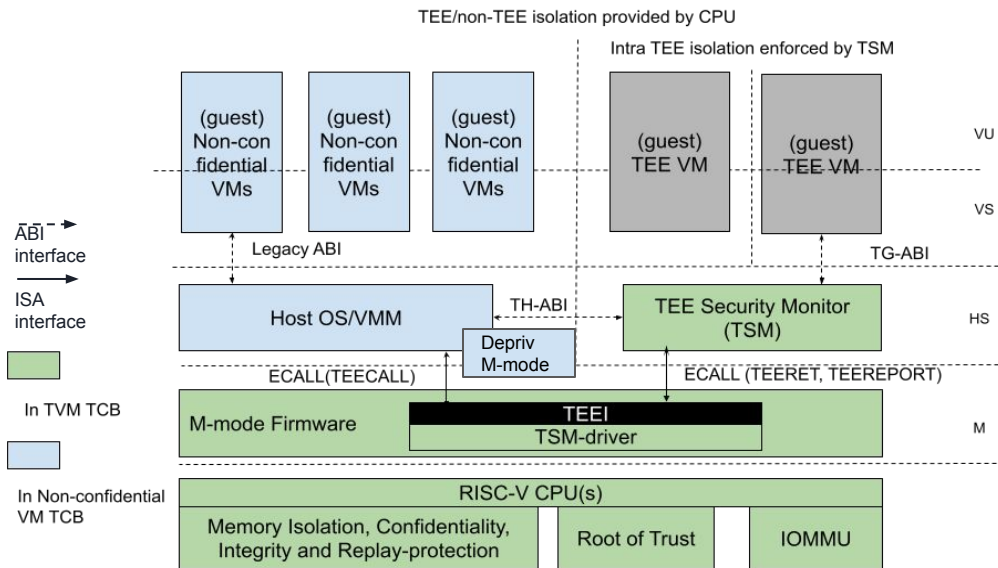 TEE/non-TEE isolation provided by CPU
Intra TEE isolation enforced by TSM
(guest)
Non-con
fidential
VMs
(guest)
Non-con
fidential
VMs
(guest)
Non-con
fidential
VMs
(guest)
TEE VM
(guest)
TEE VM
VU
VS
ABI
interface
Legacy ABI
TG-ABI
ISA
interface
Host OS/VMM
TH-ABI
TEE Security Monitor
(TSM)
HS
Depriv
M-mode
ECALL(TEECALL)
ECALL (TEERET, TEEREPORT)
In TVM TCB
M-mode Firmware
TEEI
TSM-driver
M
In Non-confidential
VM TCB
RISC-V CPU(s)
Memory Isolation, Confidentiality,
Integrity and Replay-protection
Root of Trust
IOMMU